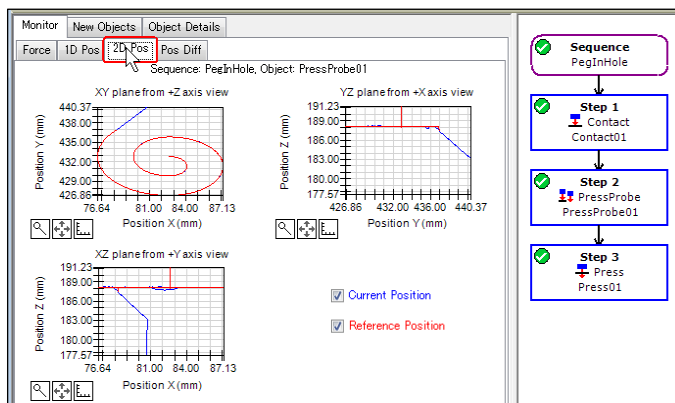 Monitor New Objects Object Details
Force 1D Pos 2D Pos Pos Diff
Sequence: PegInHole, Object: PressProbe01
XY plane from +Z axis view
440.37
438.00
435.00
432.00
429.00
426.86
Position Y (mm)
76.64 81.00 84.00 87.13
Position X (mm)
YZ plane from +X axis view
191.23
189.00
186.00
183.00
180.00
177.57
Position Z (mm)
426.86 432.00 436.00 440.37
Position Y (mm)
XZ plane from +Y axis view
191.23
189.00
186.00
183.00
180.00
177.57
Position Z (mm)
76.64 81.00 84.00 87.13
Position X (mm)
Current Position
Reference Position
Sequence
PegInHole
Step 1
Contact
Contact01
Step 2
PressProbe
PressProbe01
Step 3
Press
Press01